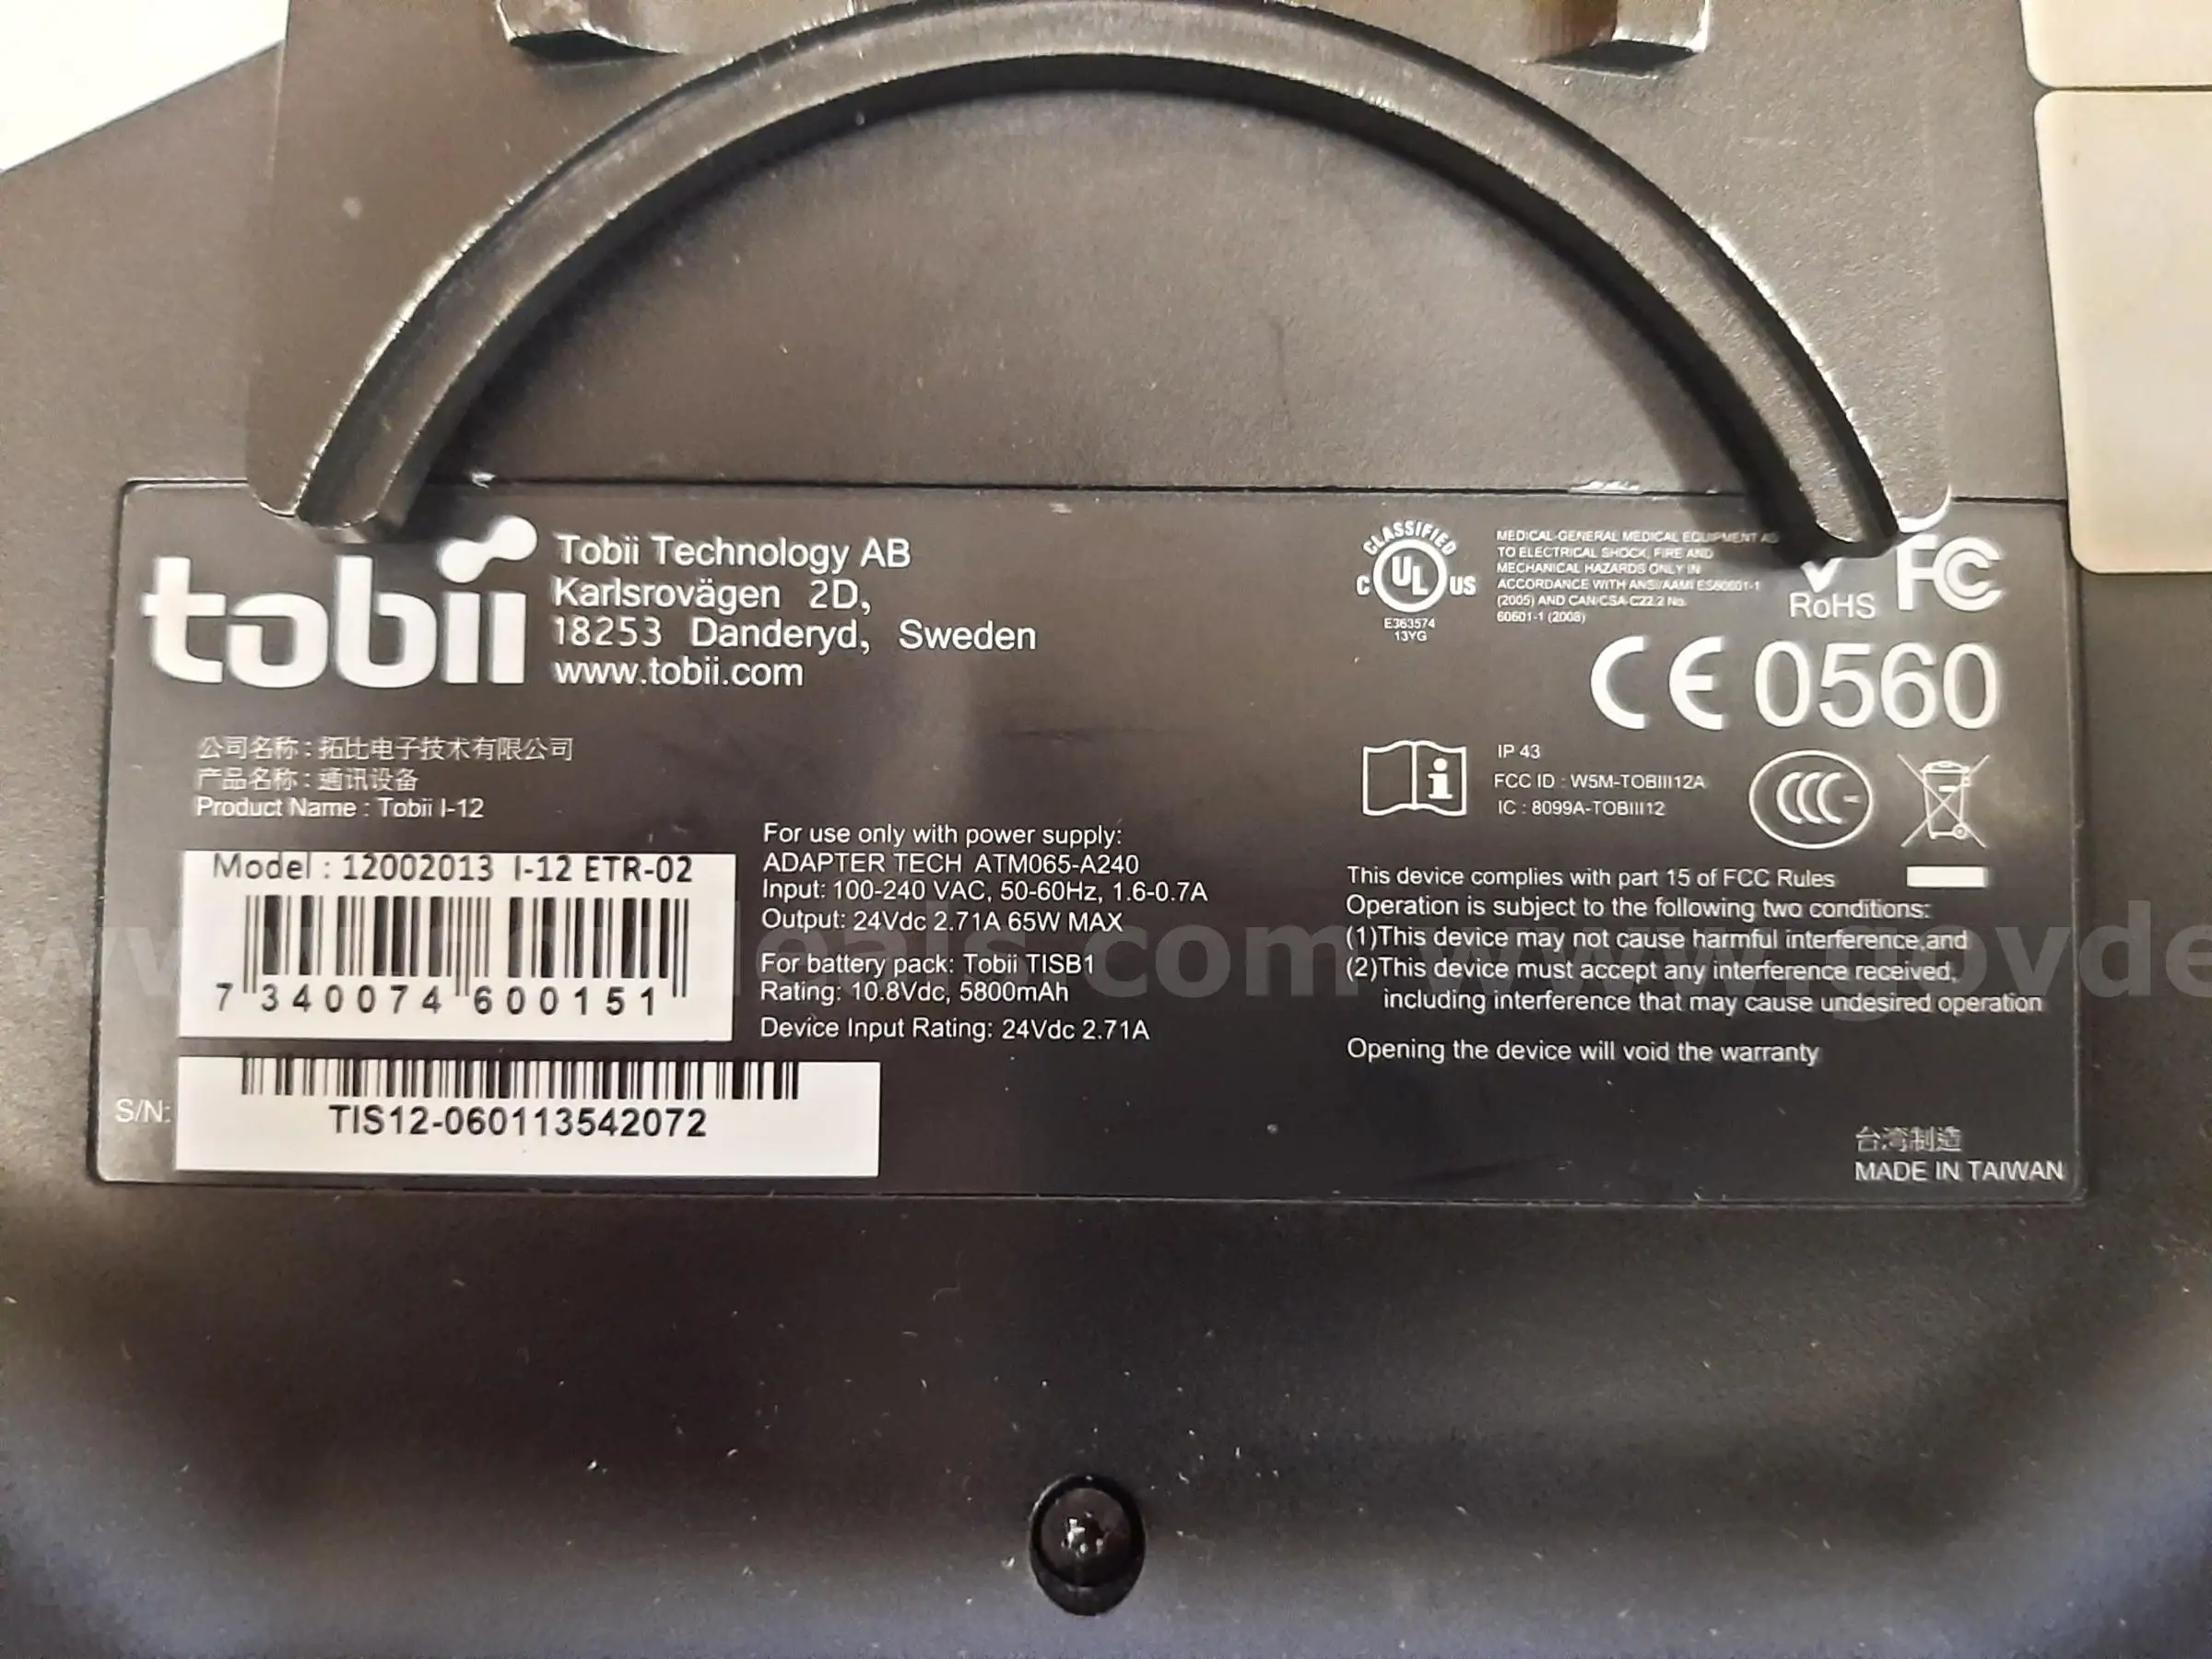 tobii
Tobii Technology AB
Karlsrovägen 2D,
18253 Danderyd, Sweden
www.tobii.com
公司名称 : 拓比电子技术有限公司
产品名称 : 通讯设备
Product Name : Tobii I-12
Model : 12002013 I-12 ETR-02
7 340074 600151
S/N:
TIS12-060113542072
For use only with power supply:
ADAPTER TECH ATM065-A240
Input: 100-240 VAC, 50-60Hz, 1.6-0.7A
Output: 24Vdc 2.71A 65W MAX
For battery pack: Tobii TISB1
Rating: 10.8Vdc, 5800mAh
Device Input Rating: 24Vdc 2.71A
CLASSIFIED
C UL US
E363574
13YG
MEDICAL-GENERAL MEDICAL EQUIPMENT AS
TO ELECTRICAL SHOCK, FIRE AND
MECHANICAL HAZARDS ONLY IN
ACCORDANCE WITH ANSI/AAMI ES60601-1
(2005) AND CAN/CSA-C22.2 No.
60601-1 (2008)
RoHS
FC
CE 0560
IP 43
FCC ID : W5M-TOBIII12A
IC : 8099A-TOBIII12
CCC
This device complies with part 15 of FCC Rules
Operation is subject to the following two conditions:
(1)This device may not cause harmful interference,and
(2)This device must accept any interference received,
including interference that may cause undesired operation
Opening the device will void the warranty
台湾制造
MADE IN TAIWAN
www.govdeals.com www.govde